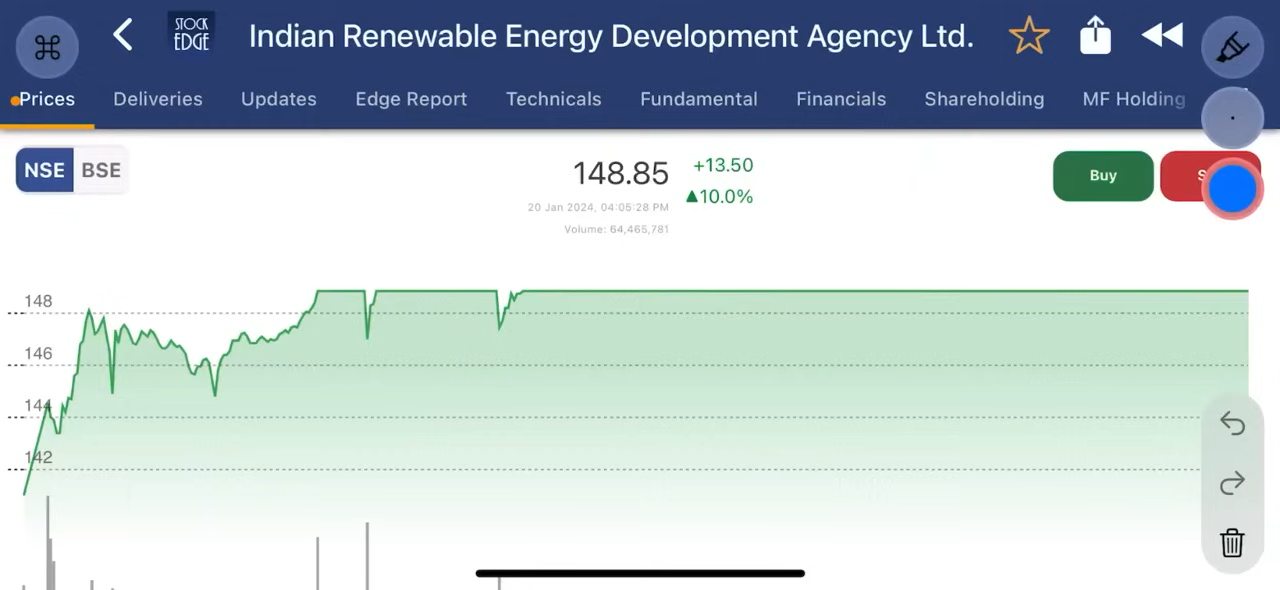 STOCK
EDGE
Indian Renewable Energy Development Agency Ltd.
Prices
Deliveries
Updates
Edge Report
Technicals
Fundamental
Financials
Shareholding
MF Holding
NSE
BSE
148.85
+13.50
▲10.0%
20 Jan 2024, 04:05:28 PM
Volume: 64,465,781
Buy
S
148
146
144
142